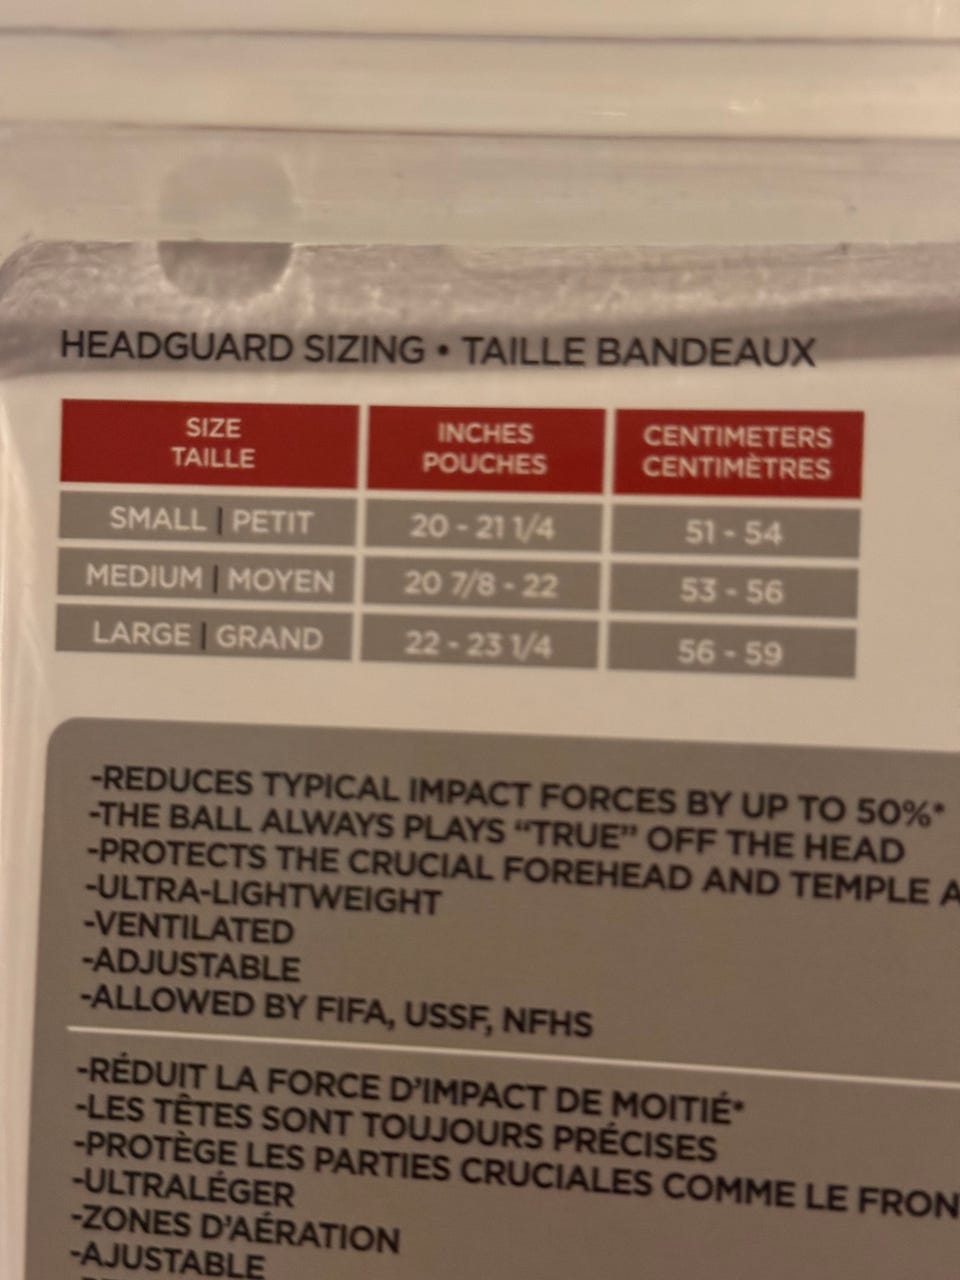 HEADGUARD SIZING • TAILLE BANDEAUX
SIZE INCHES CENTIMETERS
TAILLE POUCHES CENTIMÈTRES
SMALL | PETIT 20 - 21 1/4 51 - 54
MEDIUM | MOYEN 20 7/8 - 22 53 - 56
LARGE | GRAND 22 - 23 1/4 56 - 59
-REDUCES TYPICAL IMPACT FORCES BY UP TO 50%*
-THE BALL ALWAYS PLAYS “TRUE” OFF THE HEAD
-PROTECTS THE CRUCIAL FOREHEAD AND TEMPLE A
-ULTRA-LIGHTWEIGHT
-VENTILATED
-ADJUSTABLE
-ALLOWED BY FIFA, USSF, NFHS
-RÉDUIT LA FORCE D’IMPACT DE MOITIÉ*
-LES TÊTES SONT TOUJOURS PRÉCISES
-PROTÈGE LES PARTIES CRUCIALES COMME LE FRON
-ULTRALÉGER
-ZONES D’AÉRATION
-AJUSTABLE